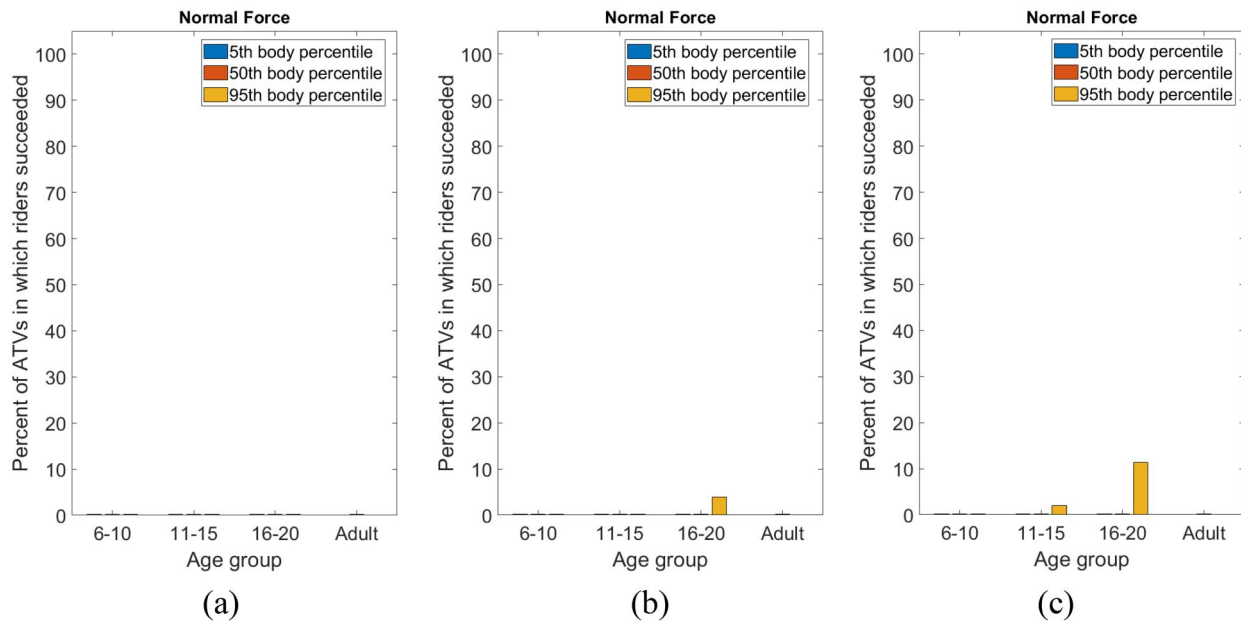 Normal Force
5th body percentile
50th body percentile
95th body percentile
Percent of ATVs in which riders succeeded
100
90
80
70
60
50
40
30
20
10
0
6-10 11-15 16-20 Adult
Age group
(a)
Normal Force
5th body percentile
50th body percentile
95th body percentile
Percent of ATVs in which riders succeeded
100
90
80
70
60
50
40
30
20
10
0
6-10 11-15 16-20 Adult
Age group
(b)
Normal Force
5th body percentile
50th body percentile
95th body percentile
Percent of ATVs in which riders succeeded
100
90
80
70
60
50
40
30
20
10
0
6-10 11-15 16-20 Adult
Age group
(c)